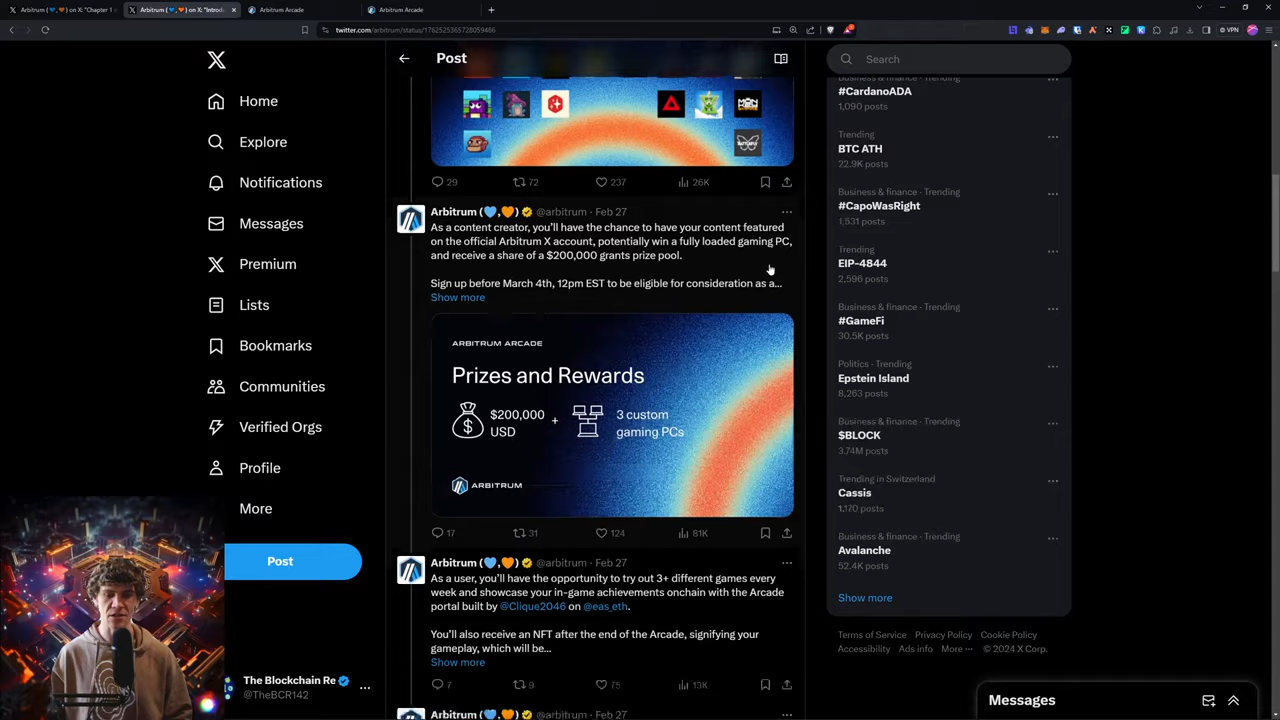 Arbitrum (💙,🧡) on X: "Chapter 1
Arbitrum (💙,🧡) on X: "Introd
Arbitrum Arcade
Arbitrum Arcade
twitter.com/arbitrum/status/1762525365728059486
VPN
Home
Explore
Notifications
Messages
Premium
Lists
Bookmarks
Communities
Verified Orgs
Profile
More
Post
The Blockchain Re
@TheBCR142
Post
29
72
237
26K
Arbitrum (💙,🧡) @arbitrum · Feb 27
As a content creator, you'll have the chance to have your content featured
on the official Arbitrum X account, potentially win a fully loaded gaming PC,
and receive a share of a $200,000 grants prize pool.
Sign up before March 4th, 12pm EST to be eligible for consideration as a...
Show more
ARBITRUM ARCADE
Prizes and Rewards
$200,000
USD
+
3 custom
gaming PCs
ARBITRUM
17
31
124
81K
Arbitrum (💙,🧡) @arbitrum · Feb 27
As a user, you'll have the opportunity to try out 3+ different games every
week and showcase your in-game achievements onchain with the Arcade
portal built by @Clique2046 on @eas_eth.
You'll also receive an NFT after the end of the Arcade, signifying your
gameplay, which will be...
Show more
7
9
75
13K
Arbitrum (💙,🧡) @arbitrum · Feb 27
Search
Business & finance · Trending
#CardanoADA
1,090 posts
Trending
BTC ATH
22.9K posts
Business & finance · Trending
#CapoWasRight
1,531 posts
Trending
EIP-4844
2,596 posts
Business & finance · Trending
#GameFi
30.5K posts
Politics · Trending
Epstein Island
8,263 posts
Business & finance · Trending
$BLOCK
3.74M posts
Trending in Switzerland
Cassis
1,170 posts
Business & finance · Trending
Avalanche
52.4K posts
Show more
Terms of Service Privacy Policy Cookie Policy
Accessibility Ads info More ··· © 2024 X Corp.
Messages